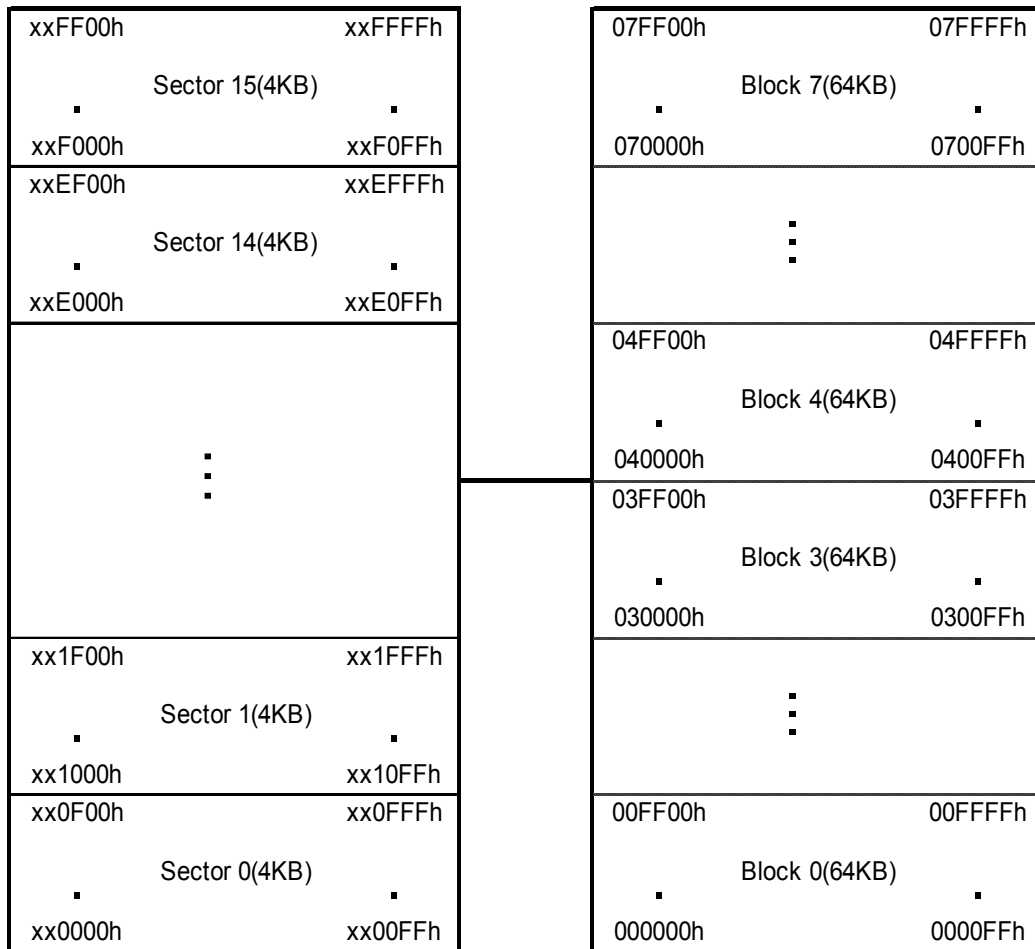 xxFF00h xxFFFFh
Sector 15(4KB)
xxF000h xxF0FFh
xxEF00h xxEFFFh
Sector 14(4KB)
xxE000h xxE0FFh
xx1F00h xx1FFFh
Sector 1(4KB)
xx1000h xx10FFh
xx0F00h xx0FFFh
Sector 0(4KB)
xx0000h xx00FFh
07FF00h 07FFFFh
Block 7(64KB)
070000h 0700FFh
04FF00h 04FFFFh
Block 4(64KB)
040000h 0400FFh
03FF00h 03FFFFh
Block 3(64KB)
030000h 0300FFh
00FF00h 00FFFFh
Block 0(64KB)
000000h 0000FFh